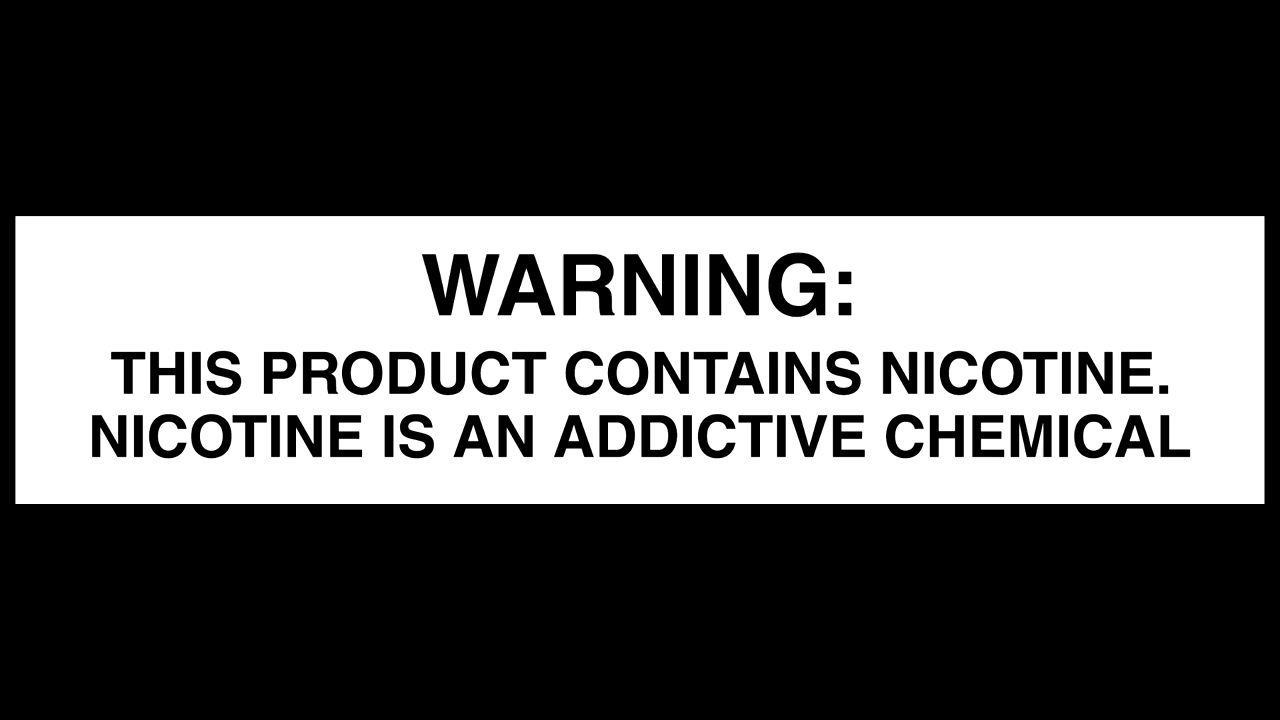 WARNING:
THIS PRODUCT CONTAINS NICOTINE.
NICOTINE IS AN ADDICTIVE CHEMICAL